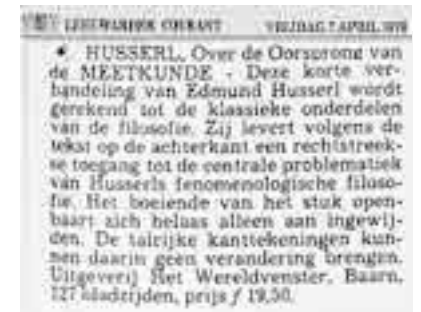 LEEUWARDER COURANT VRIJDAG 7 APRIL 1978
• HUSSERL, Over de Oorsprong van
de MEETKUNDE - Deze korte ver-
handeling van Edmund Husserl wordt
gerekend tot de klassieke onderdelen
van de filosofie. Zij levert volgens de
tekst op de achterkant een rechtstreek-
se toegang tot de centrale problematiek
van Husserls fenomenologische filoso-
fie. Het boeiende van het stuk open-
baart zich helaas alleen aan ingewij-
den. De talrijke kanttekeningen kun-
nen daarin geen verandering brengen.
Uitgeverij Het Wereldvenster, Baarn,
127 bladzijden, prijs ƒ 19,50.